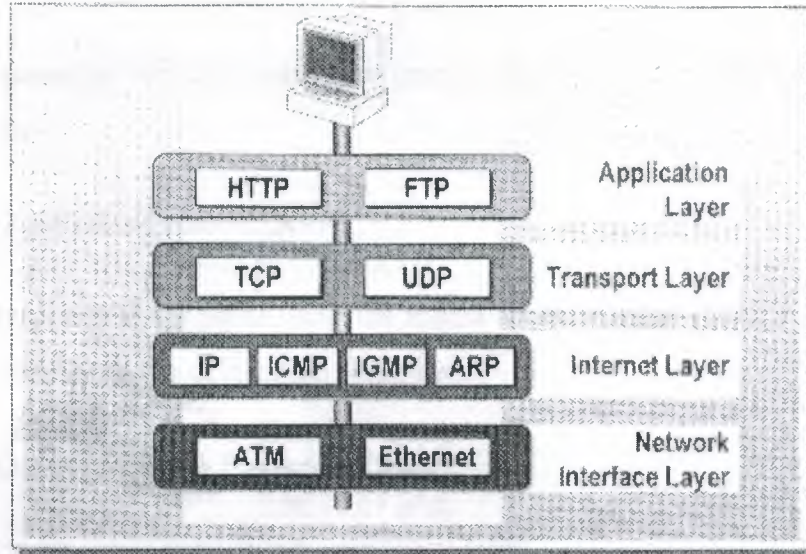 HTTP FTP
Application
Layer
TCP UDP
Transport Layer
IP ICMP IGMP ARP
Internet Layer
ATM Ethernet
Network
Interface Layer